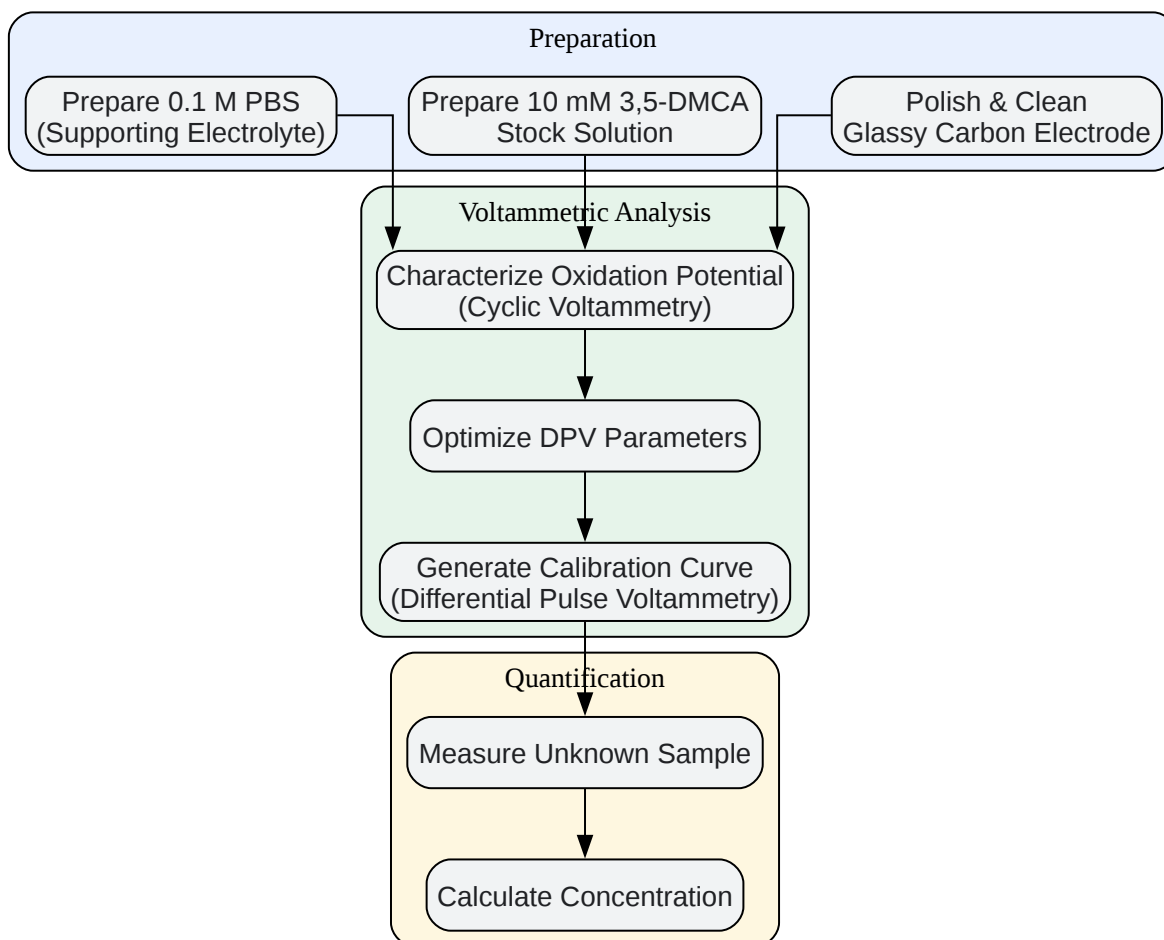 Preparation
Prepare 0.1 M PBS
(Supporting Electrolyte)
Prepare 10 mM 3,5-DMCA
Stock Solution
Polish & Clean
Glassy Carbon Electrode
Voltammetric Analysis
Characterize Oxidation Potential
(Cyclic Voltammetry)
Optimize DPV Parameters
Generate Calibration Curve
(Differential Pulse Voltammetry)
Quantification
Measure Unknown Sample
Calculate Concentration